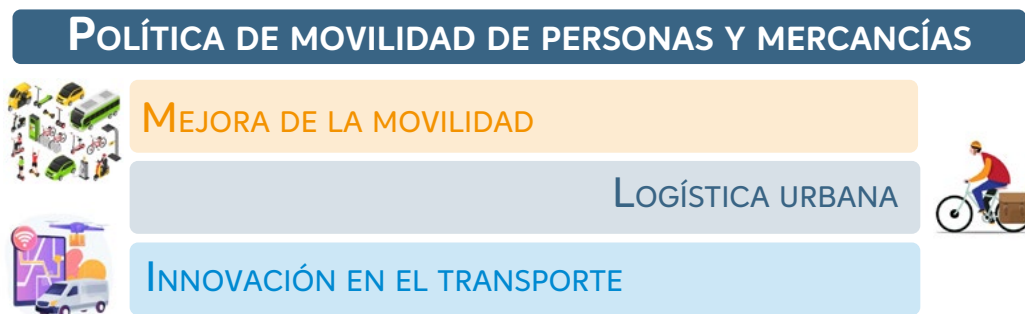 Política de movilidad de personas y mercancías
Mejora de la movilidad
Logística urbana
Innovación en el transporte